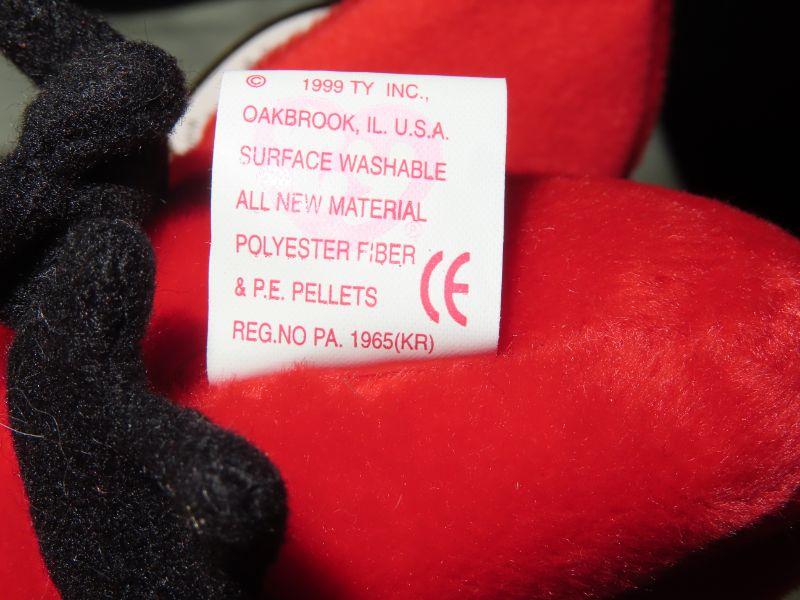 © 1999 TY INC.,
OAKBROOK, IL. U.S.A.
SURFACE WASHABLE
ALL NEW MATERIAL
POLYESTER FIBER
& P.E. PELLETS
REG.NO PA. 1965(KR)
CE
®